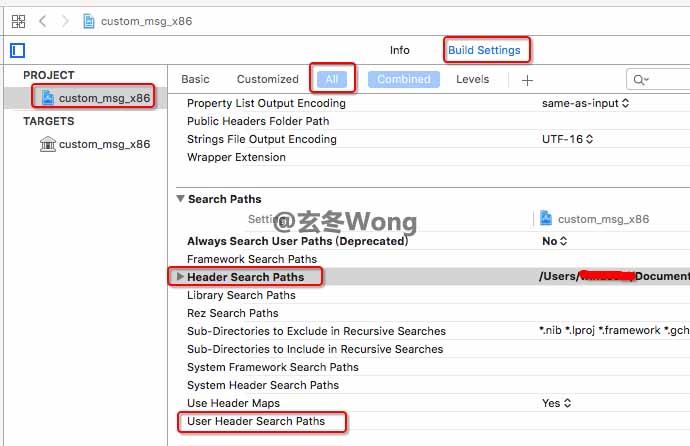 custom_msg_x86
Info Build Settings
PROJECT
custom_msg_x86
TARGETS
custom_msg_x86
Basic Customized All Combined Levels +
Property List Output Encoding same-as-input
Public Headers Folder Path
Strings File Output Encoding UTF-16
Wrapper Extension
Search Paths
Setting custom_msg_x86
@玄冬Wong
Always Search User Paths (Deprecated) No
Framework Search Paths
Header Search Paths /Users/ /Document
Library Search Paths
Rez Search Paths
Sub-Directories to Exclude in Recursive Searches *.nib *.lproj *.framework *.gch
Sub-Directories to Include in Recursive Searches
System Framework Search Paths
System Header Search Paths
Use Header Maps Yes
User Header Search Paths